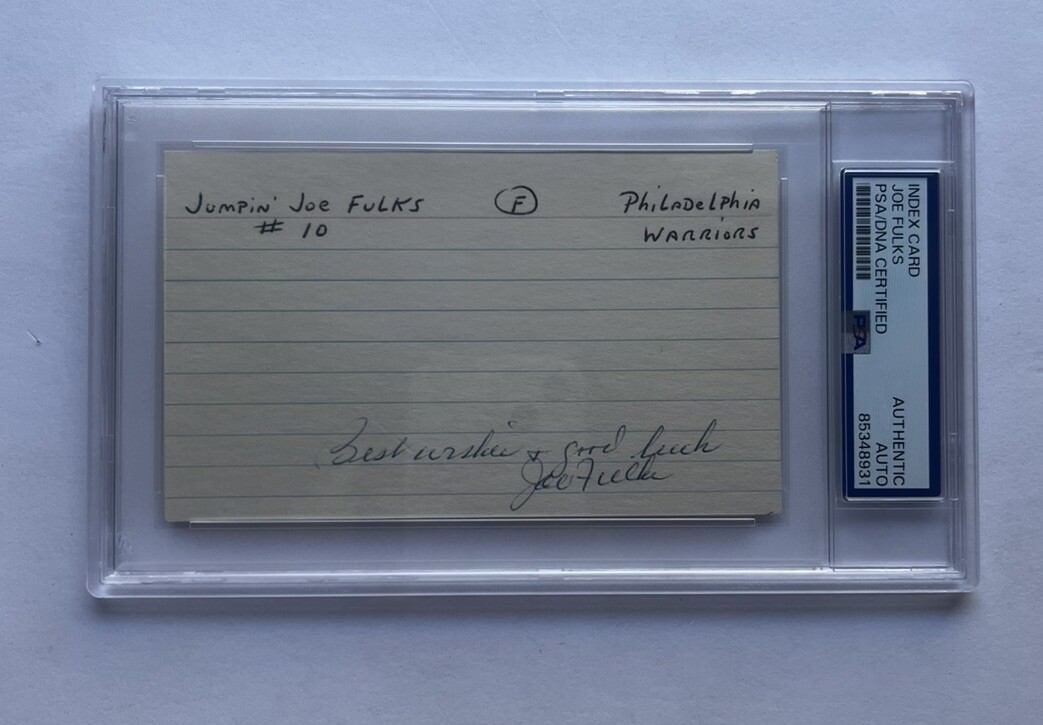 Jumpin' Joe Fulks
# 10
F
Philadelphia
Warriors
Best wishes & good luck
Joe Fulks
INDEX CARD
JOE FULKS
PSA/DNA CERTIFIED
PSA
AUTHENTIC
AUTO
85348931